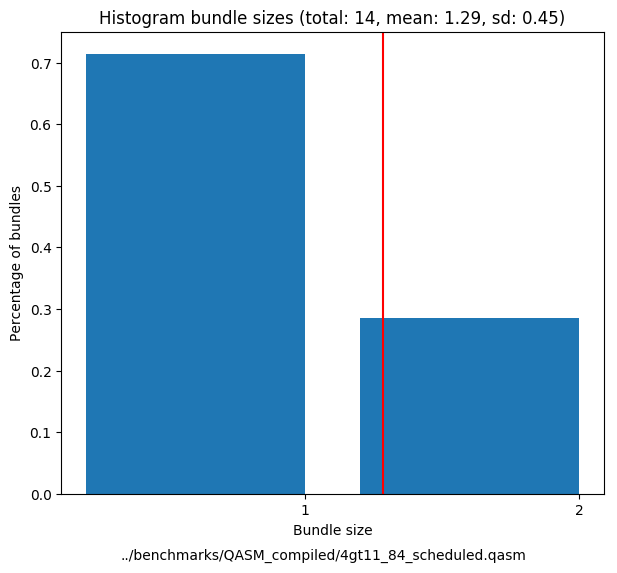 Histogram bundle sizes (total: 14, mean: 1.29, sd: 0.45)
Percentage of bundles
0.7
0.6
0.5
0.4
0.3
0.2
0.1
0.0
1 2
Bundle size
../benchmarks/QASM_compiled/4gt11_84_scheduled.qasm